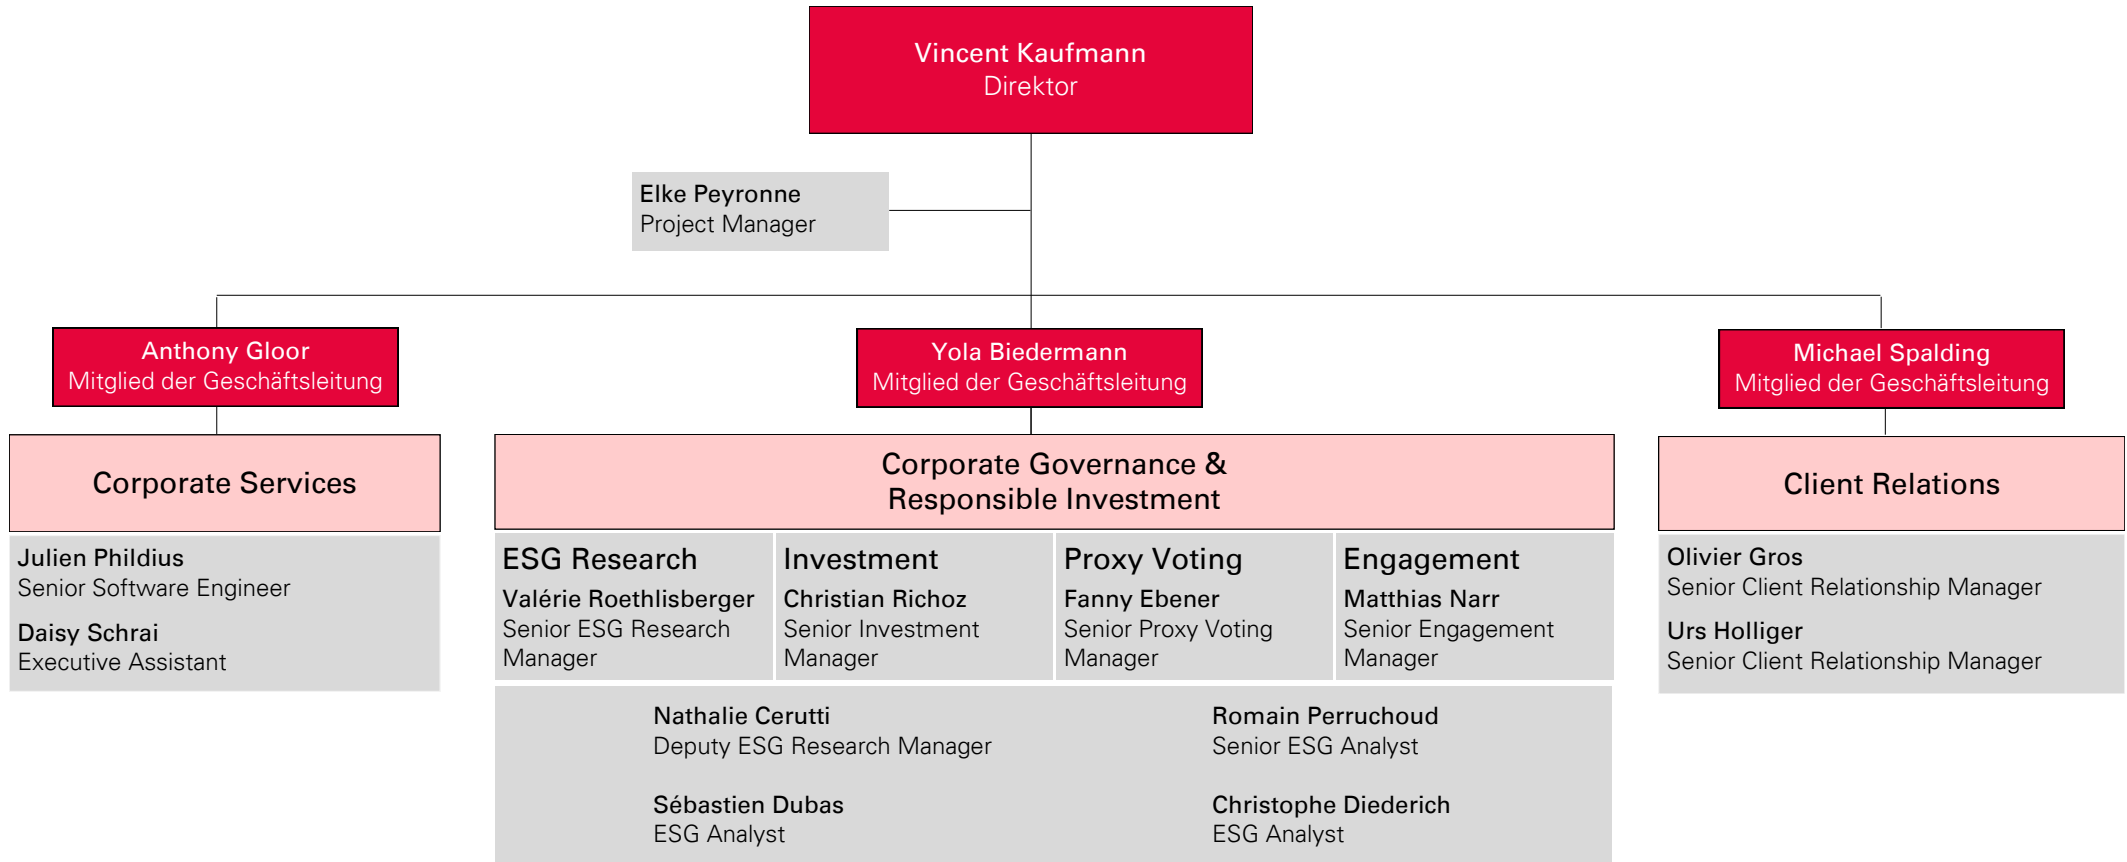 Vincent Kaufmann
Direktor
Elke Peyronne
Project Manager
Anthony Gloor
Mitglied der Geschäftsleitung
Yola Biedermann
Mitglied der Geschäftsleitung
Michael Spalding
Mitglied der Geschäftsleitung
Corporate Services
Julien Phildius
Senior Software Engineer
Daisy Schrai
Executive Assistant
Corporate Governance &
Responsible Investment
ESG Research
Valérie Roethlisberger
Senior ESG Research
Manager
Investment
Christian Richoz
Senior Investment
Manager
Proxy Voting
Fanny Ebener
Senior Proxy Voting
Manager
Engagement
Matthias Narr
Senior Engagement
Manager
Nathalie Cerutti
Deputy ESG Research Manager
Romain Perruchoud
Senior ESG Analyst
Sébastien Dubas
ESG Analyst
Christophe Diederich
ESG Analyst
Client Relations
Olivier Gros
Senior Client Relationship Manager
Urs Holliger
Senior Client Relationship Manager